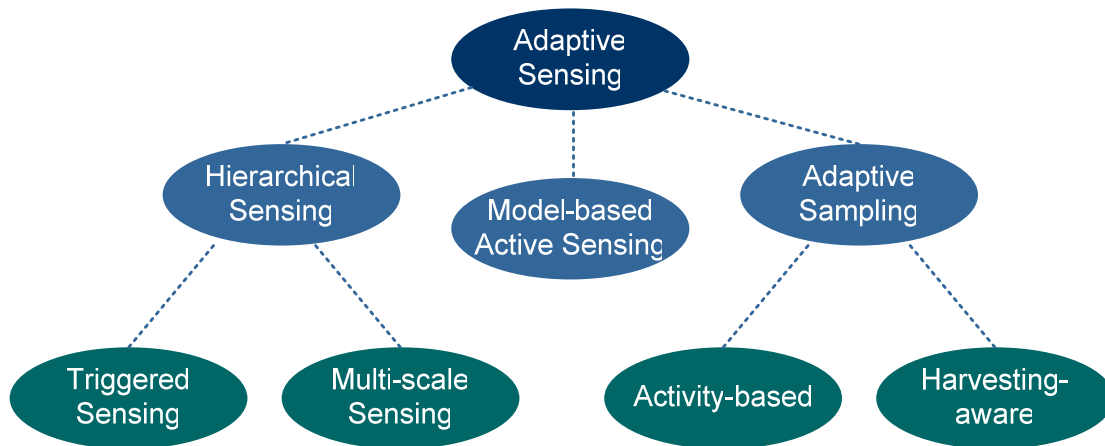 Adaptive
Sensing
Hierarchical
Sensing
Model-based
Active Sensing
Adaptive
Sampling
Triggered
Sensing
Multi-scale
Sensing
Activity-based
Harvesting-
aware